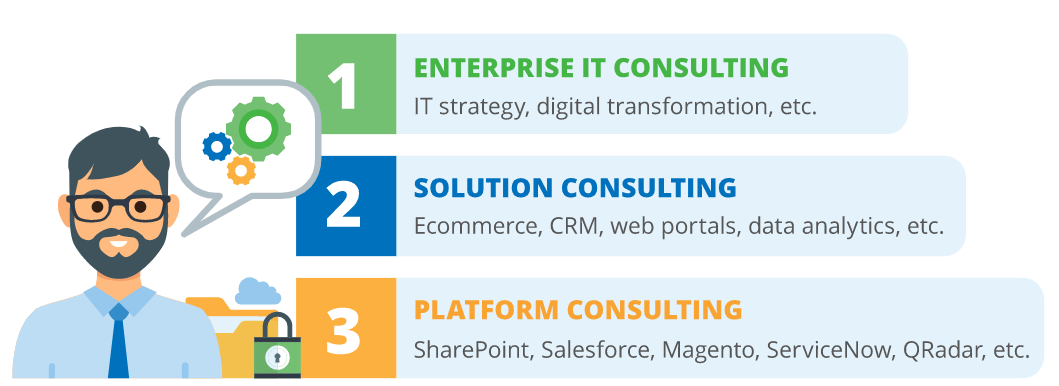 1
ENTERPRISE IT CONSULTING
IT strategy, digital transformation, etc.
2
SOLUTION CONSULTING
Ecommerce, CRM, web portals, data analytics, etc.
3
PLATFORM CONSULTING
SharePoint, Salesforce, Magento, ServiceNow, QRadar, etc.